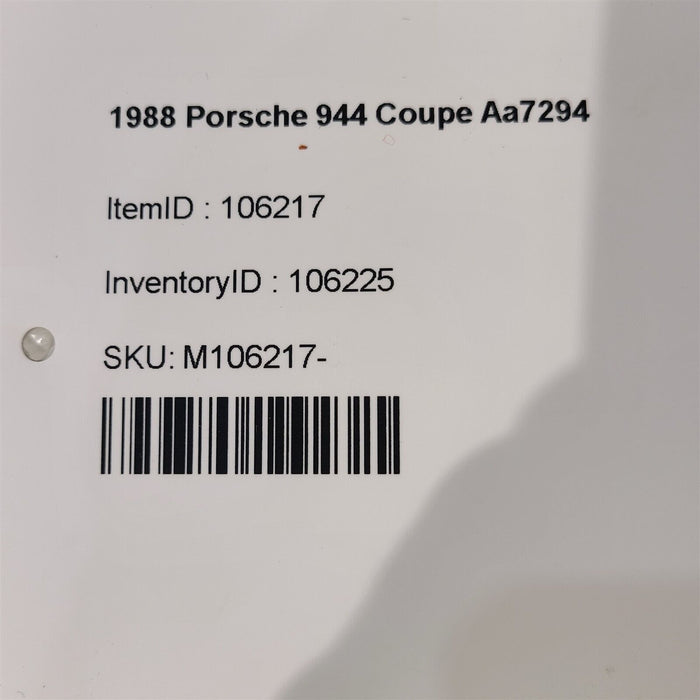 1988 Porsche 944 Coupe Aa7294
ItemID : 106217
InventoryID : 106225
SKU: M106217-